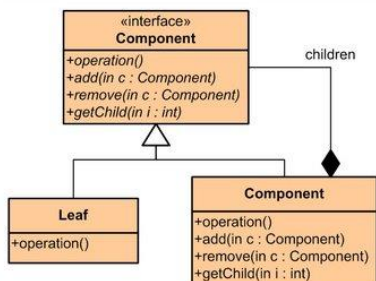 «interface»
Component
+operation()
+add(in c : Component)
+remove(in c : Component)
+getChild(in i : int)
children
Leaf
+operation()
Component
+operation()
+add(in c : Component)
+remove(in c : Component)
+getChild(in i : int)